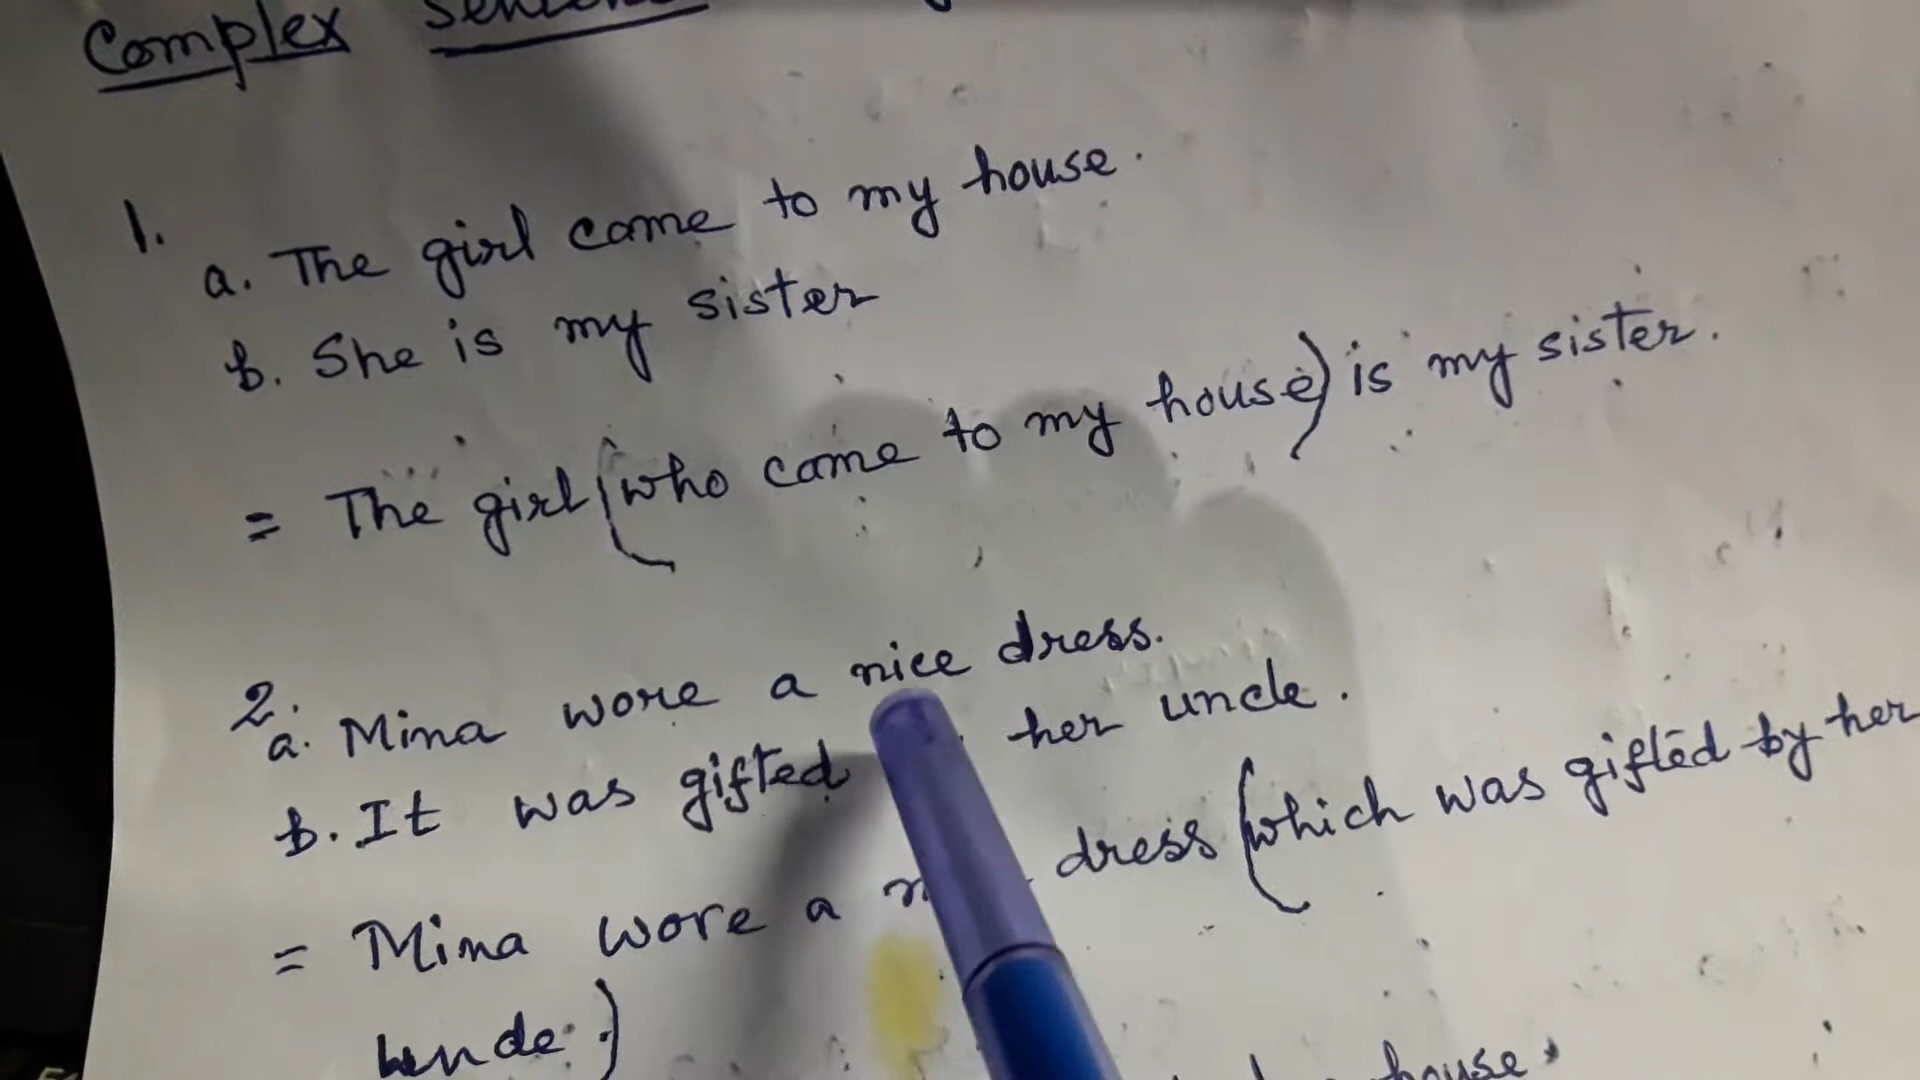 Complex Sentence
1.
a. The girl came to my house.
b. She is my sister
= The girl (who came to my house) is my sister.
2.
a. Mina wore a nice dress.
b. It was gifted her uncle.
= Mina wore a dress (which was gifted by her
uncle.)
house.